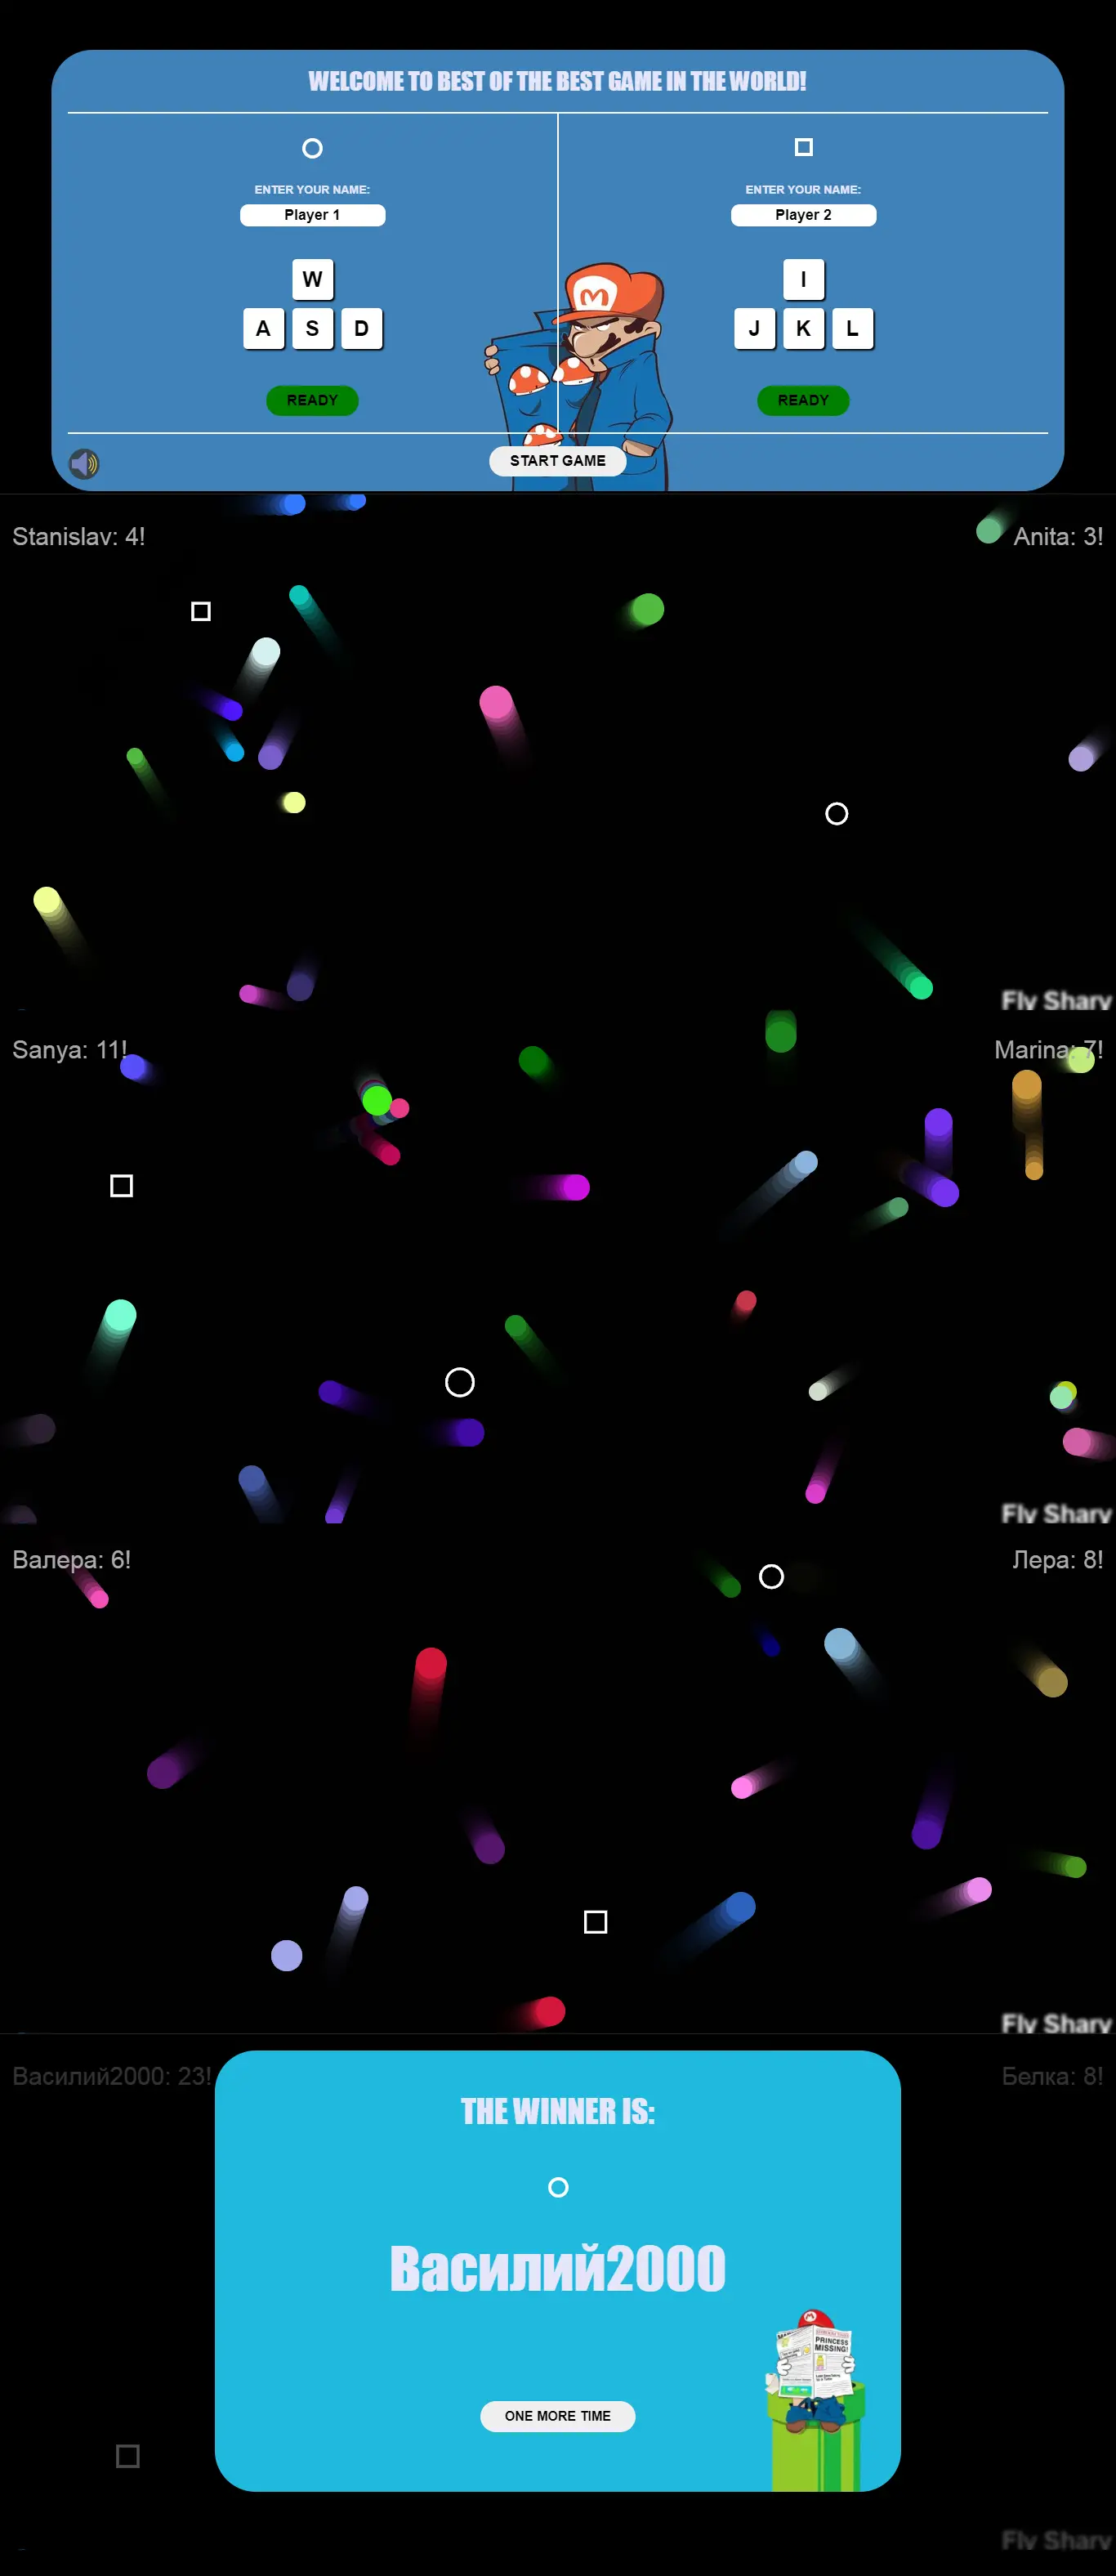 WELCOME TO BEST OF THE BEST GAME IN THE WORLD!
ENTER YOUR NAME:
Player 1
W
A S D
READY
ENTER YOUR NAME:
Player 2
I
J K L
READY
START GAME
Stanislav: 4!
Anita: 3!
Fly Shary
Sanya: 11!
Marina: 7!
Fly Shary
Валера: 6!
Лера: 8!
Fly Shary
Василий2000: 23!
Белка: 8!
THE WINNER IS:
Василий2000
PRINCESS
MISSING!
ONE MORE TIME
Fly Shary